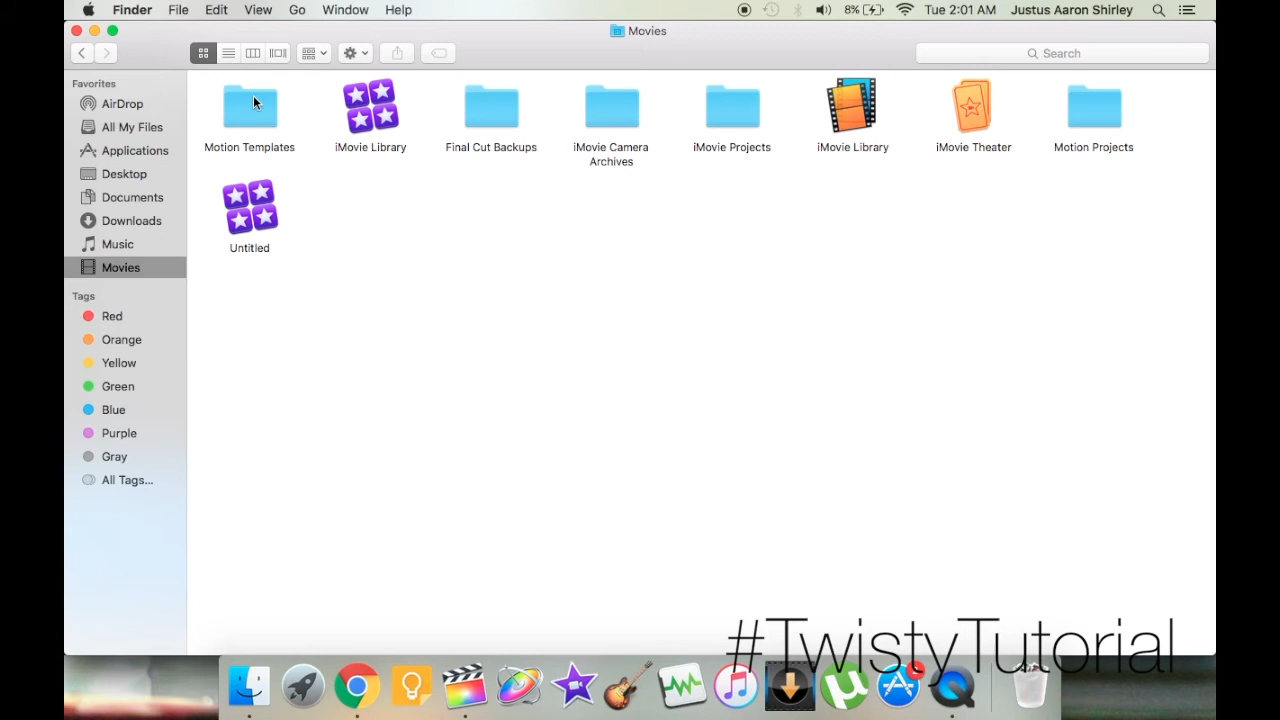 Finder File Edit View Go Window Help 8% Tue 2:01 AM Justus Aaron Shirley
Movies
Search
Favorites
AirDrop
All My Files
Applications
Desktop
Documents
Downloads
Music
Movies
Tags
Red
Orange
Yellow
Green
Blue
Purple
Gray
All Tags...
Motion Templates
iMovie Library
Final Cut Backups
iMovie Camera
Archives
iMovie Projects
iMovie Library
iMovie Theater
Motion Projects
Untitled
#TwistyTutorial